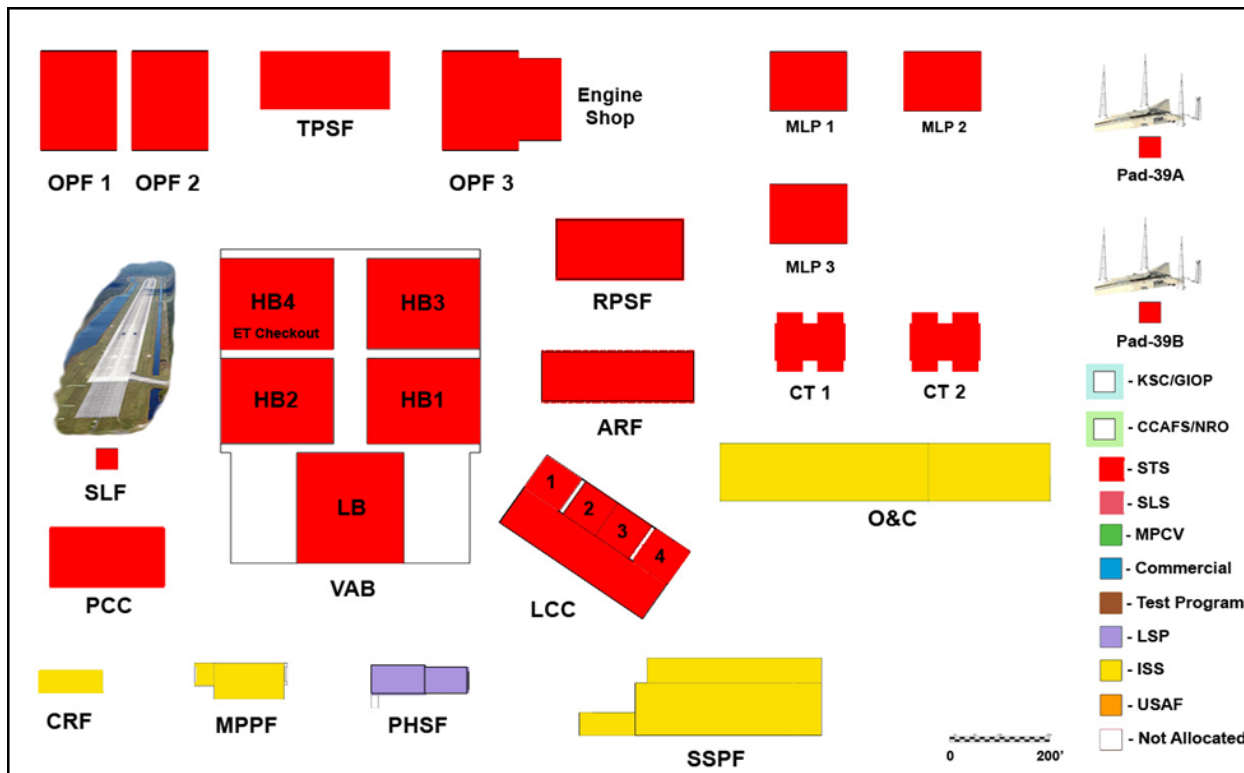 OPF 1
OPF 2
TPSF
OPF 3
Engine
Shop
MLP 1
MLP 2
Pad-39A
MLP 3
Pad-39B
HB4
ET Checkout
HB3
HB2
HB1
LB
VAB
RPSF
ARF
CT 1
CT 2
SLF
PCC
1
2
3
4
LCC
O&C
CRF
MPPF
PHSF
SSPF
- KSC/GIOP
- CCAFS/NRO
- STS
- SLS
- MPCV
- Commercial
- Test Program
- LSP
- ISS
- USAF
- Not Allocated
0 200'